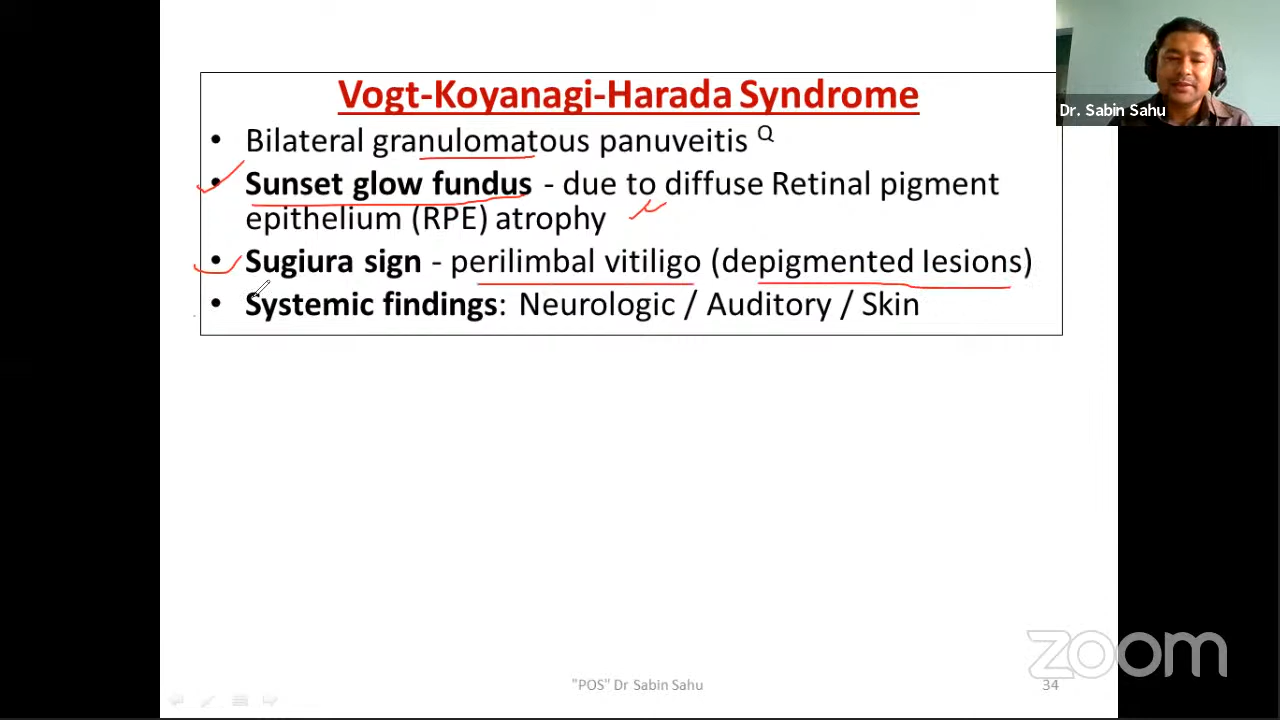 Vogt-Koyanagi-Harada Syndrome
• Bilateral granulomatous panuveitis Q
• Sunset glow fundus - due to diffuse Retinal pigment
epithelium (RPE) atrophy
• Sugiura sign - perilimbal vitiligo (depigmented lesions)
• Systemic findings: Neurologic / Auditory / Skin
Dr. Sabin Sahu
zoom
"POS" Dr Sabin Sahu
34